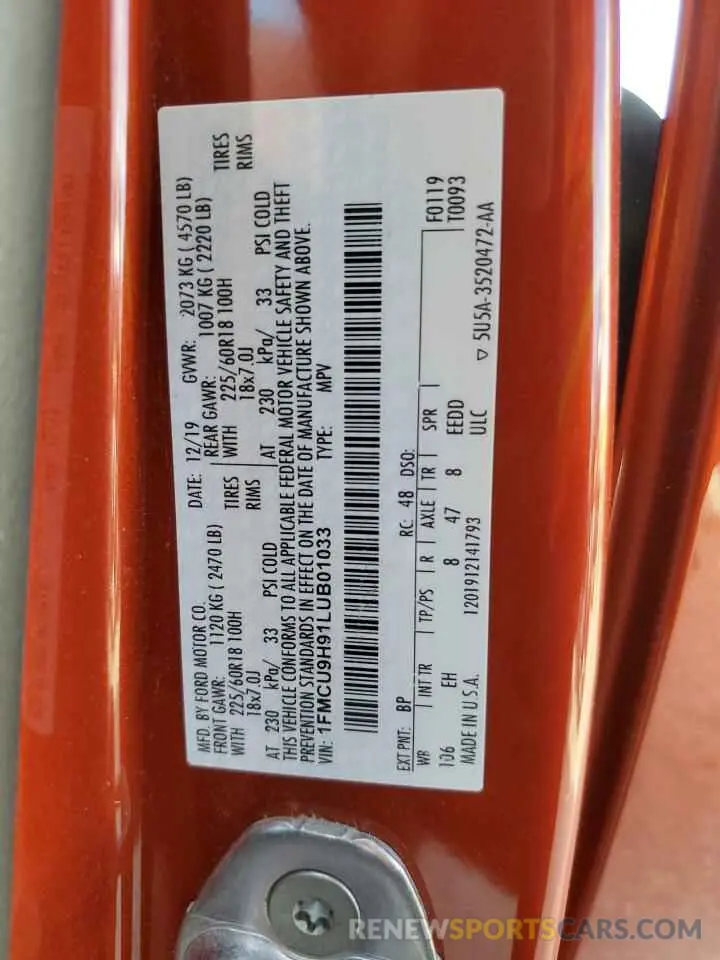 MFD. BY FORD MOTOR CO. DATE: 12/19 GVWR: 2073 KG ( 4570 LB)
FRONT GAWR: 1120 KG ( 2470 LB) REAR GAWR: 1007 KG ( 2220 LB)
WITH 225/60R18 100H TIRES WITH 225/60R18 100H TIRES
18x7.0J RIMS 18x7.0J RIMS
AT 230 kPa/ 33 PSI COLD AT 230 kPa/ 33 PSI COLD
THIS VEHICLE CONFORMS TO ALL APPLICABLE FEDERAL MOTOR VEHICLE SAFETY AND THEFT
PREVENTION STANDARDS IN EFFECT ON THE DATE OF MANUFACTURE SHOWN ABOVE.
VIN: 1FMCU9H91LUB01033 TYPE: MPV
EXT PNT: BP RC: 48 DSO: F0119
WB INT TR TP/PS R AXLE TR SPR T0093
106 EH 8 47 8 EEDD
MADE IN U.S.A. 1201912141793 ULC ▽ 5U5A-3520472-AA
RENEWSPORTSCARS.COM